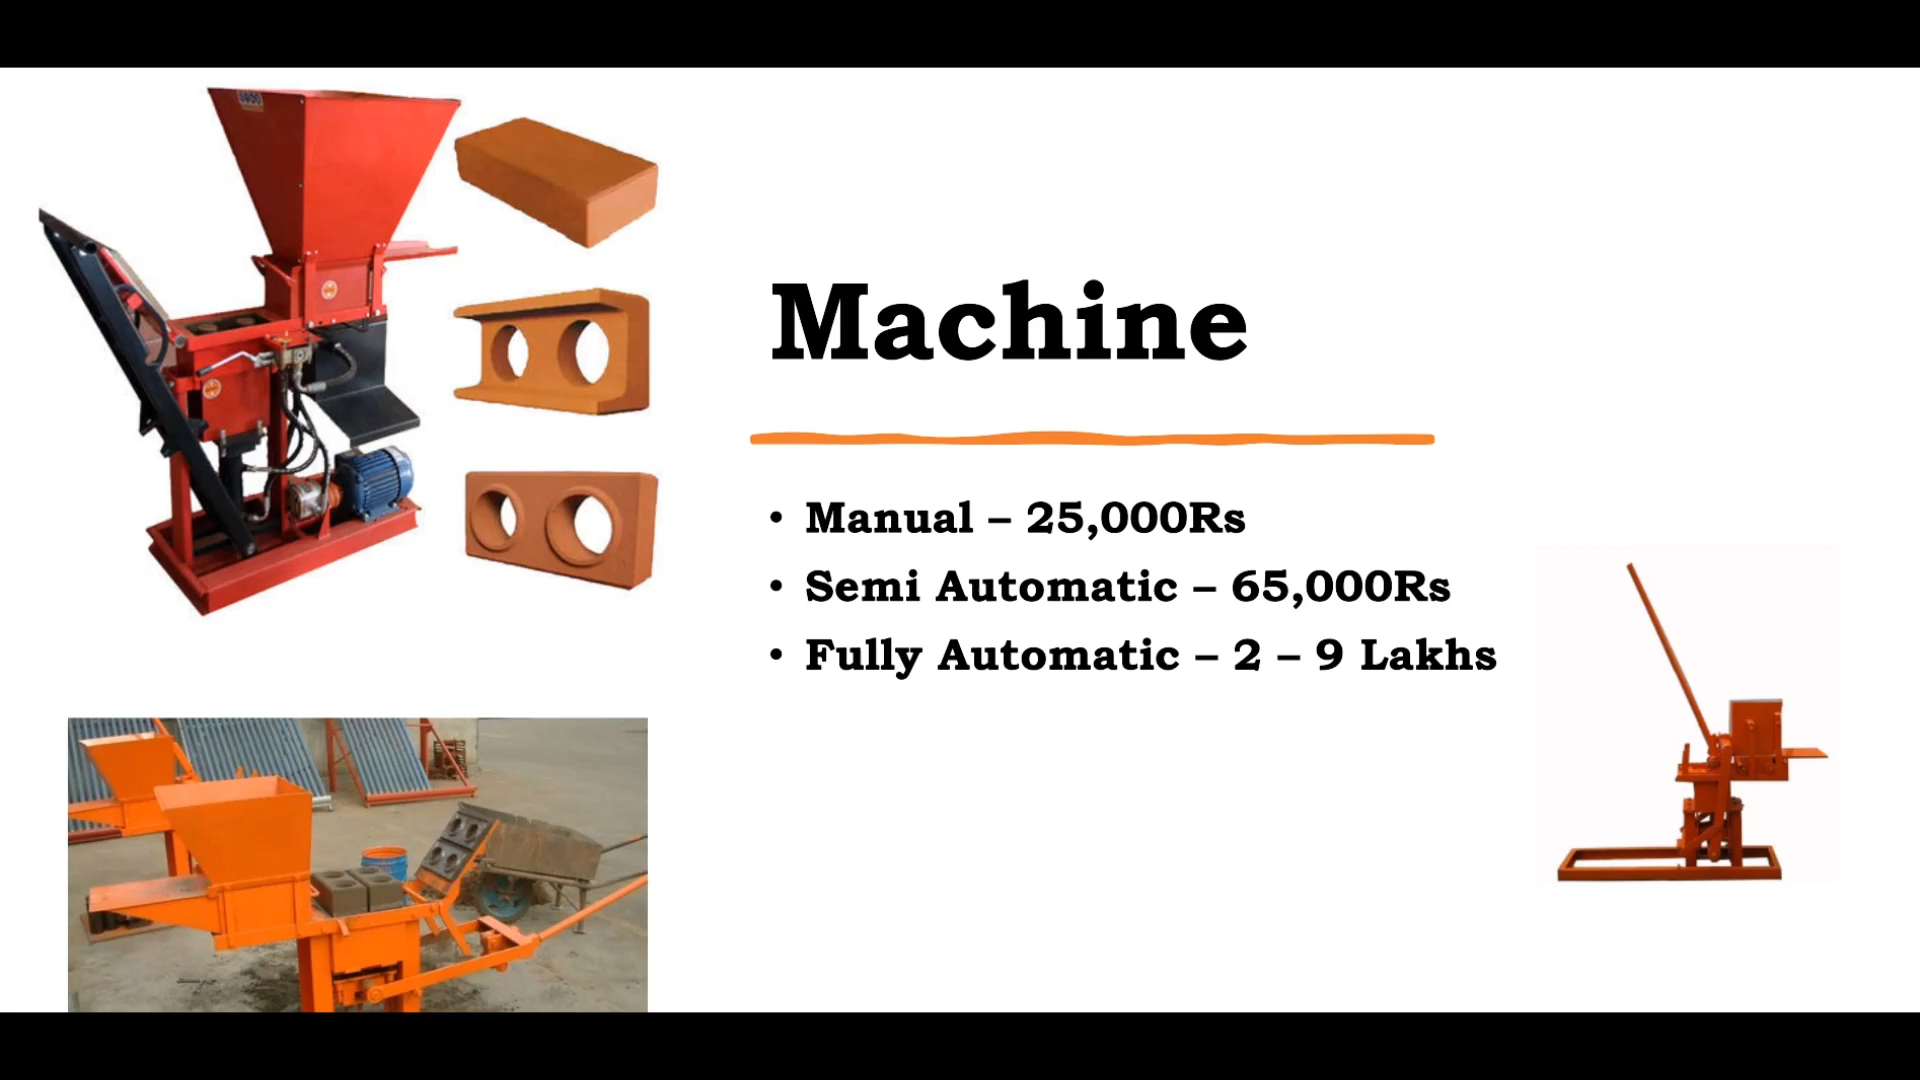 Machine
• Manual – 25,000Rs
• Semi Automatic – 65,000Rs
• Fully Automatic – 2 – 9 Lakhs